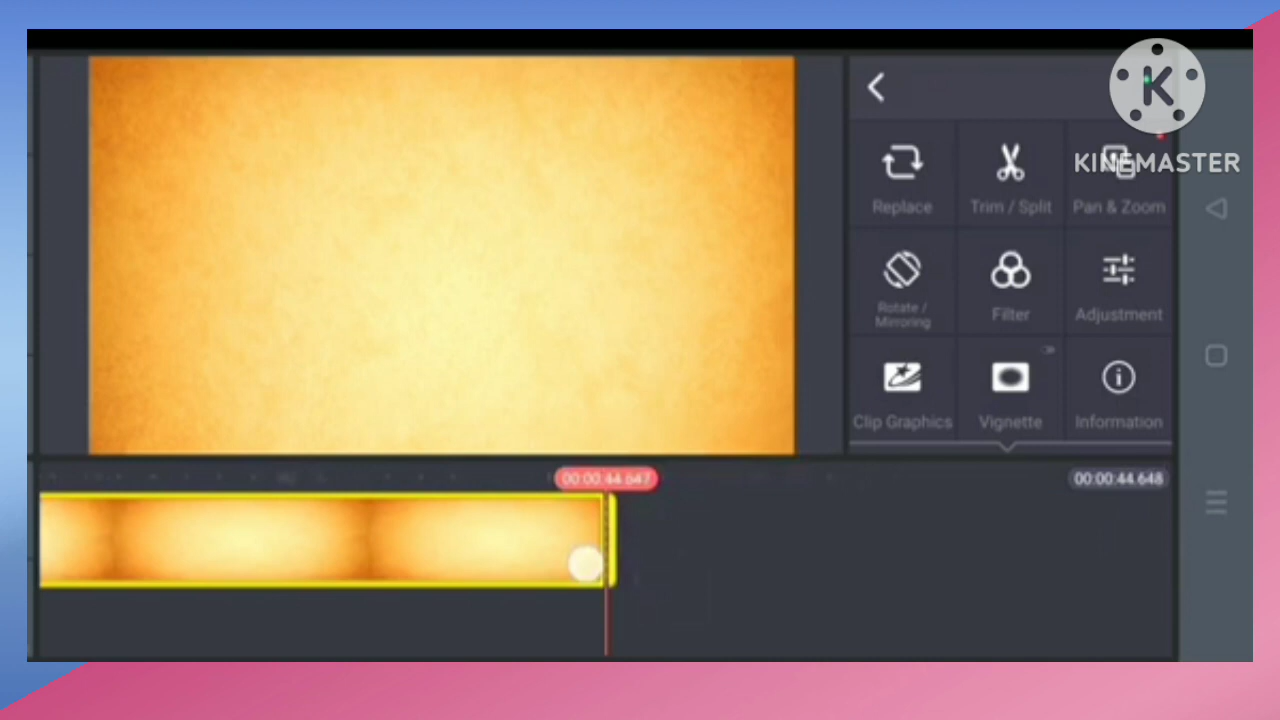 KINEMASTER
Replace
Trim / Split
Pan & Zoom
Rotate /
Mirroring
Filter
Adjustment
Clip Graphics
Vignette
Information
00:00:44.647
00:00:44.648